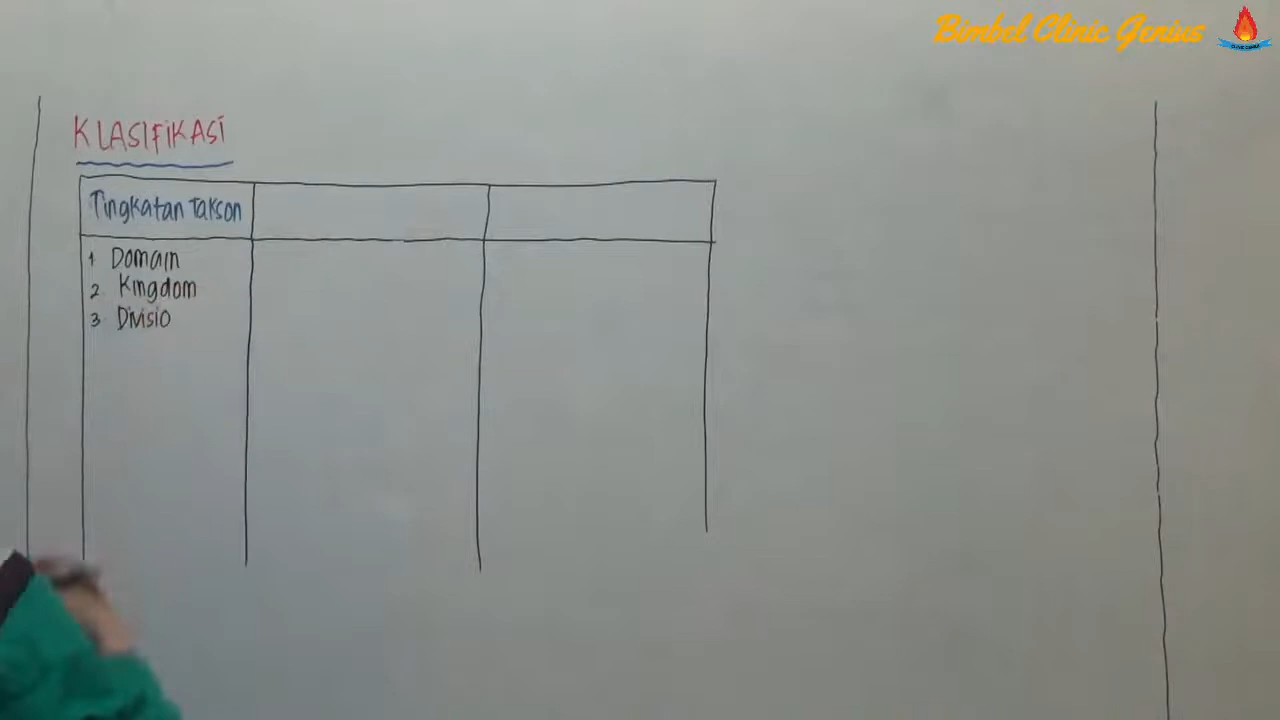 Bimbel Clinic Genius
KLASIFIKASI
Tingkatan Takson
1 Domain
2 Kingdom
3 Divisio